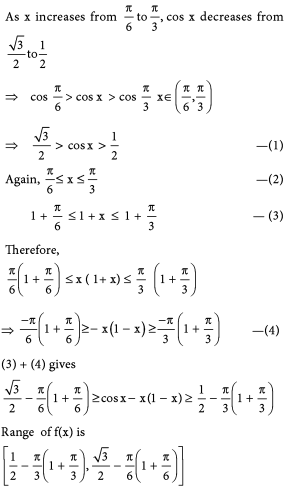 As x increases from π/6 to π/3, cos x decreases from
√3/2 to 1/2
⇒ cos π/6 > cos x > cos π/3 x∈(π/6, π/3)
⇒ √3/2 > cosx > 1/2 —(1)
Again, π/6 ≤ x ≤ π/3 —(2)
1 + π/6 ≤ 1 + x ≤ 1 + π/3 — (3)
Therefore,
π/6(1 + π/6) ≤ x ( 1+ x) ≤ π/3 (1 + π/3)
⇒ −π/6(1 + π/6) ≥ − x(1 − x) ≥ −π/3(1 + π/3) —(4)
(3) + (4) gives
√3/2 − π/6(1 + π/6) ≥ cosx − x(1 − x) ≥ 1/2 − π/3(1 + π/3)
Range of f(x) is
[1/2 − π/3(1 + π/3), √3/2 − π/6(1 + π/6)]